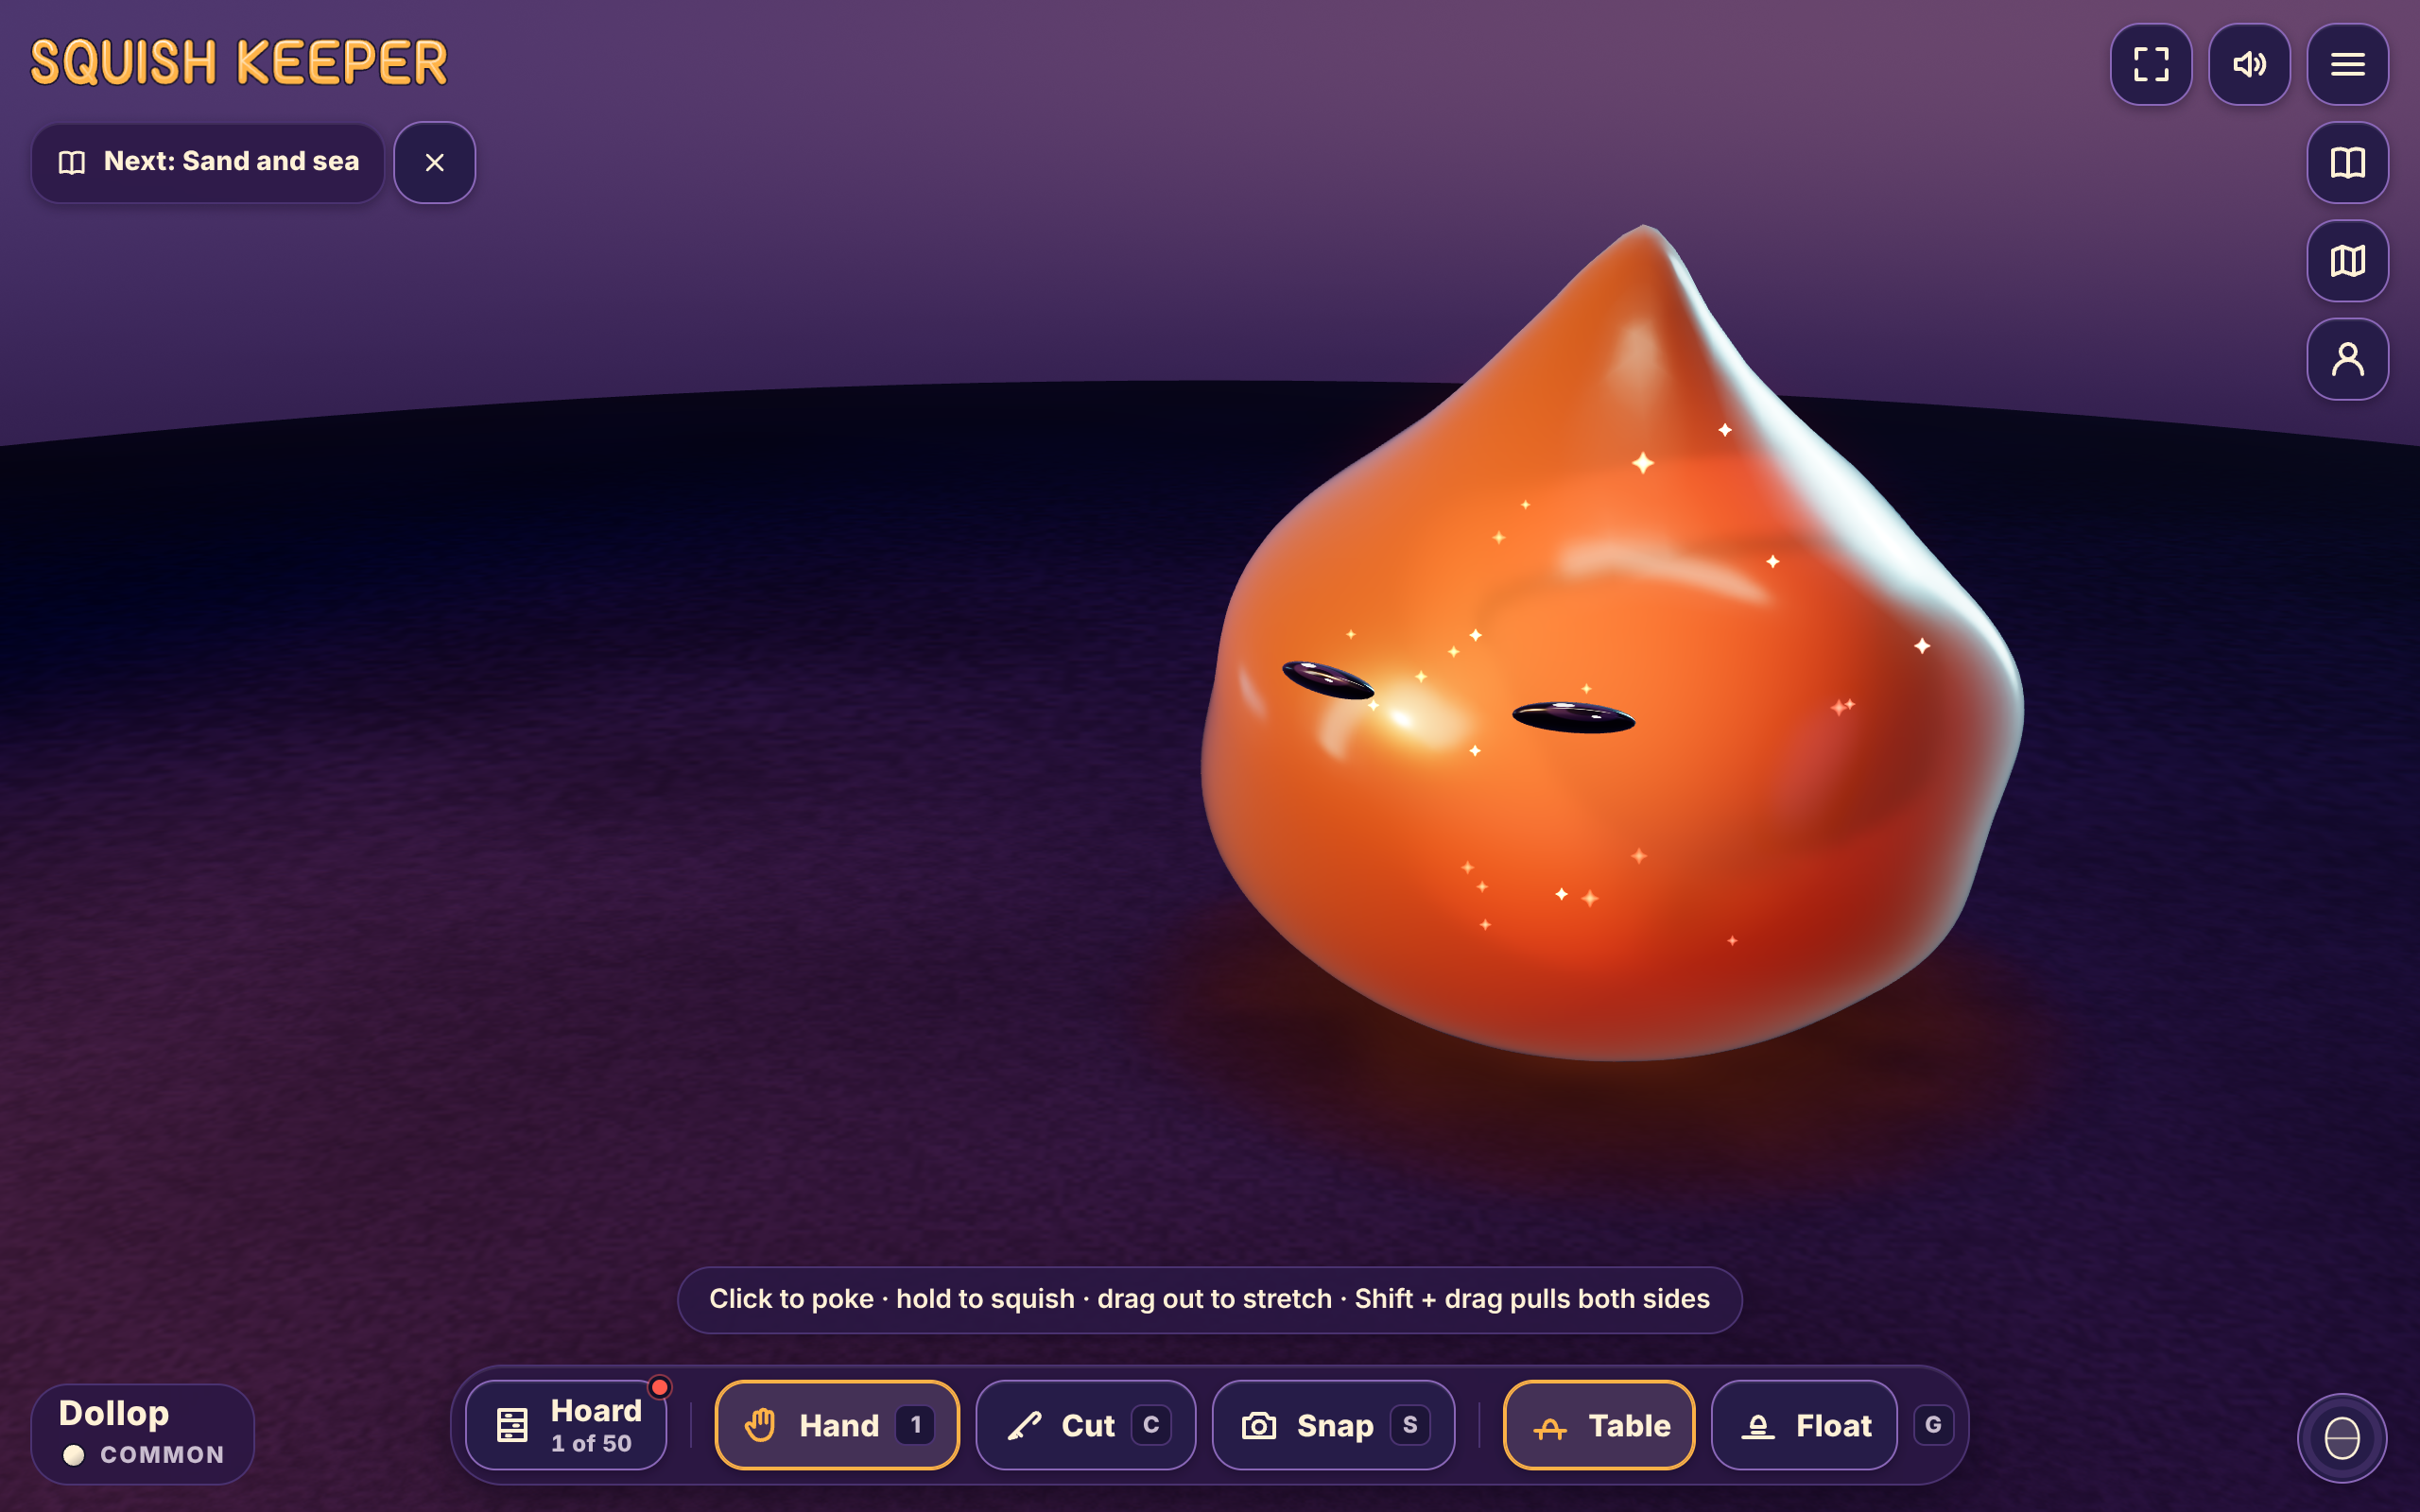 SQUISH KEEPER
Next: Sand and sea
Click to poke · hold to squish · drag out to stretch · Shift + drag pulls both sides
Dollop
COMMON
Hoard
1 of 50
Hand 1
Cut C
Snap S
Table
Float G